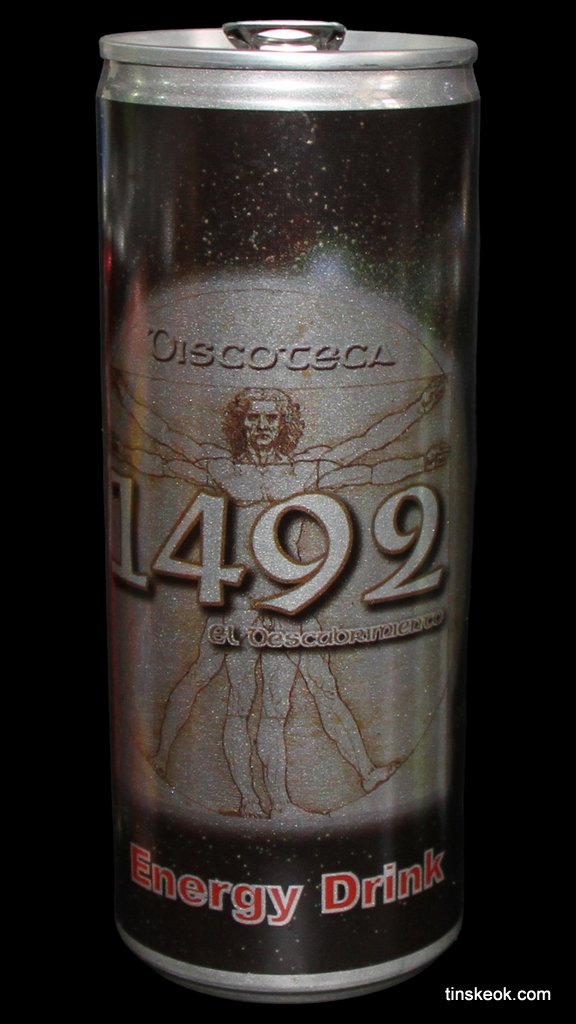 Discoteca
1492
el Descubrimiento
Energy Drink
tinskeok.com